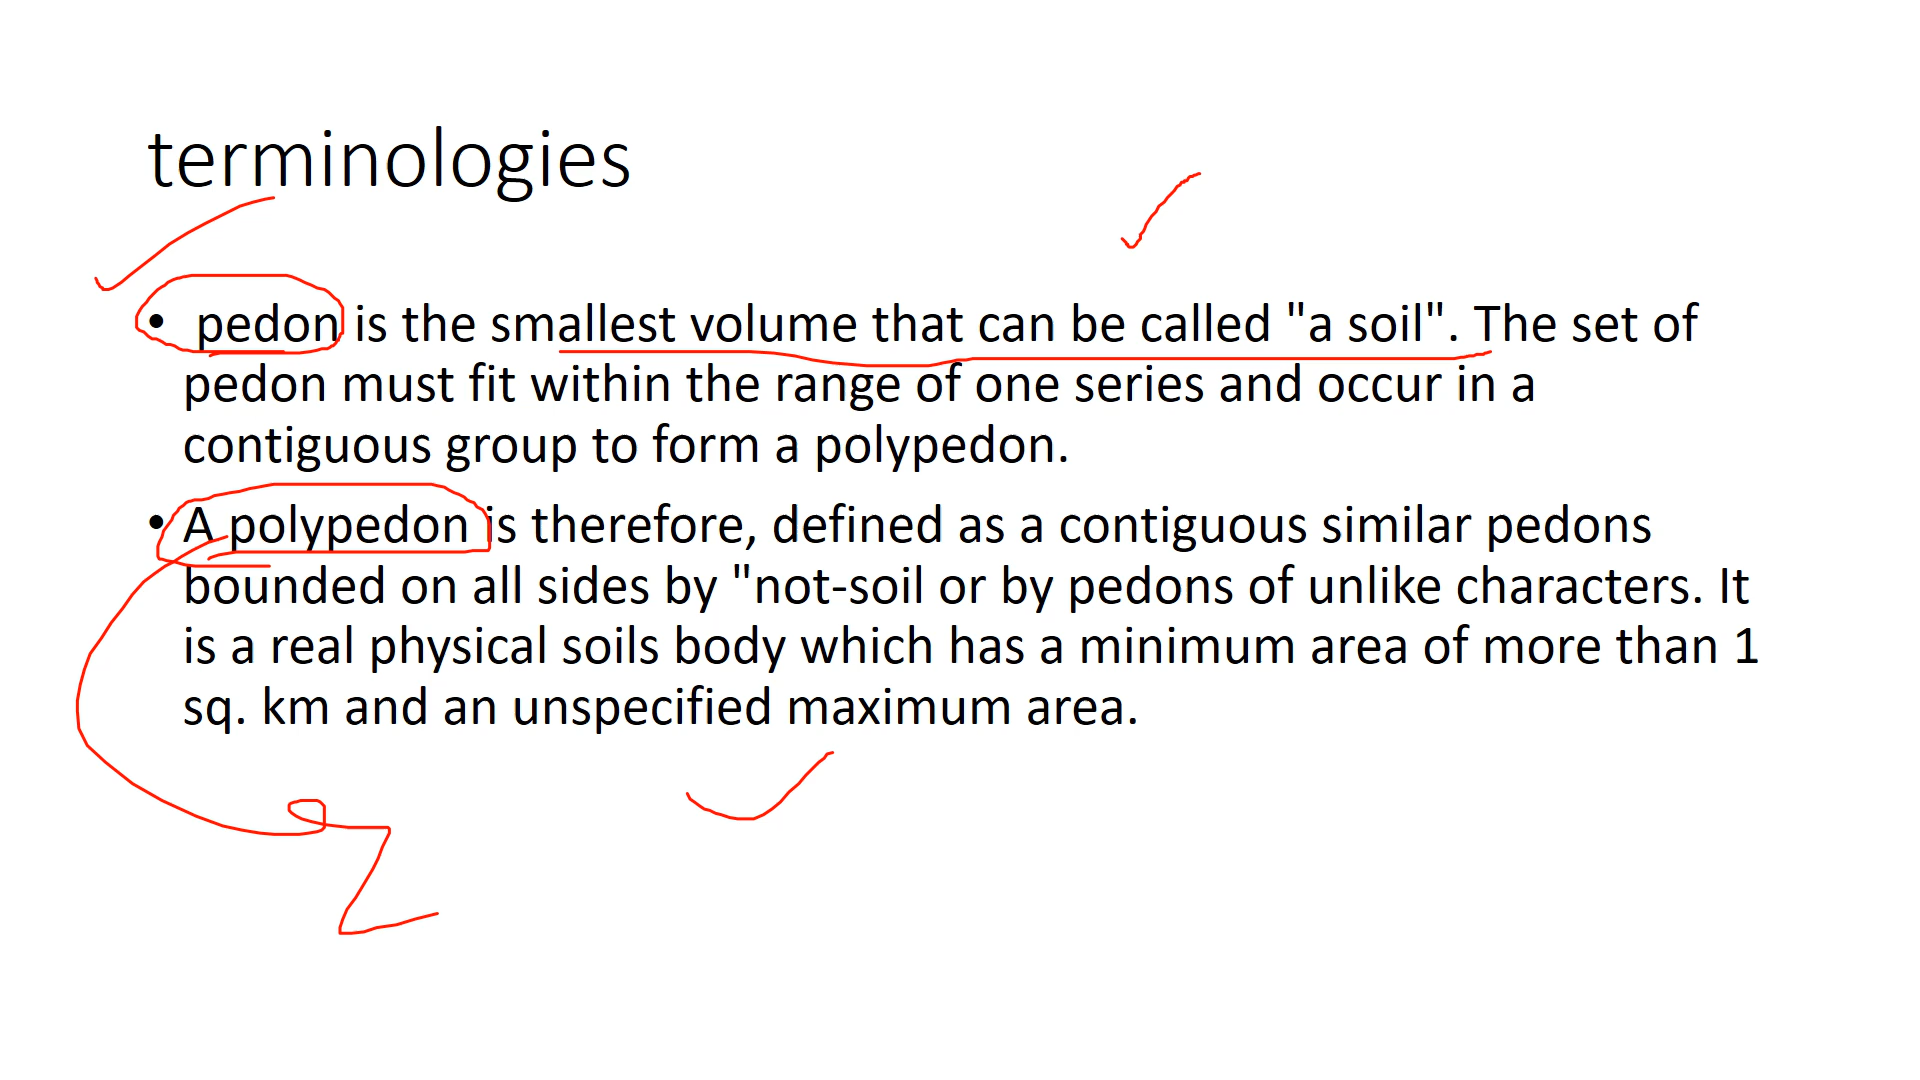 terminologies
• pedon is the smallest volume that can be called "a soil". The set of
pedon must fit within the range of one series and occur in a
contiguous group to form a polypedon.
• A polypedon is therefore, defined as a contiguous similar pedons
bounded on all sides by "not-soil or by pedons of unlike characters. It
is a real physical soils body which has a minimum area of more than 1
sq. km and an unspecified maximum area.